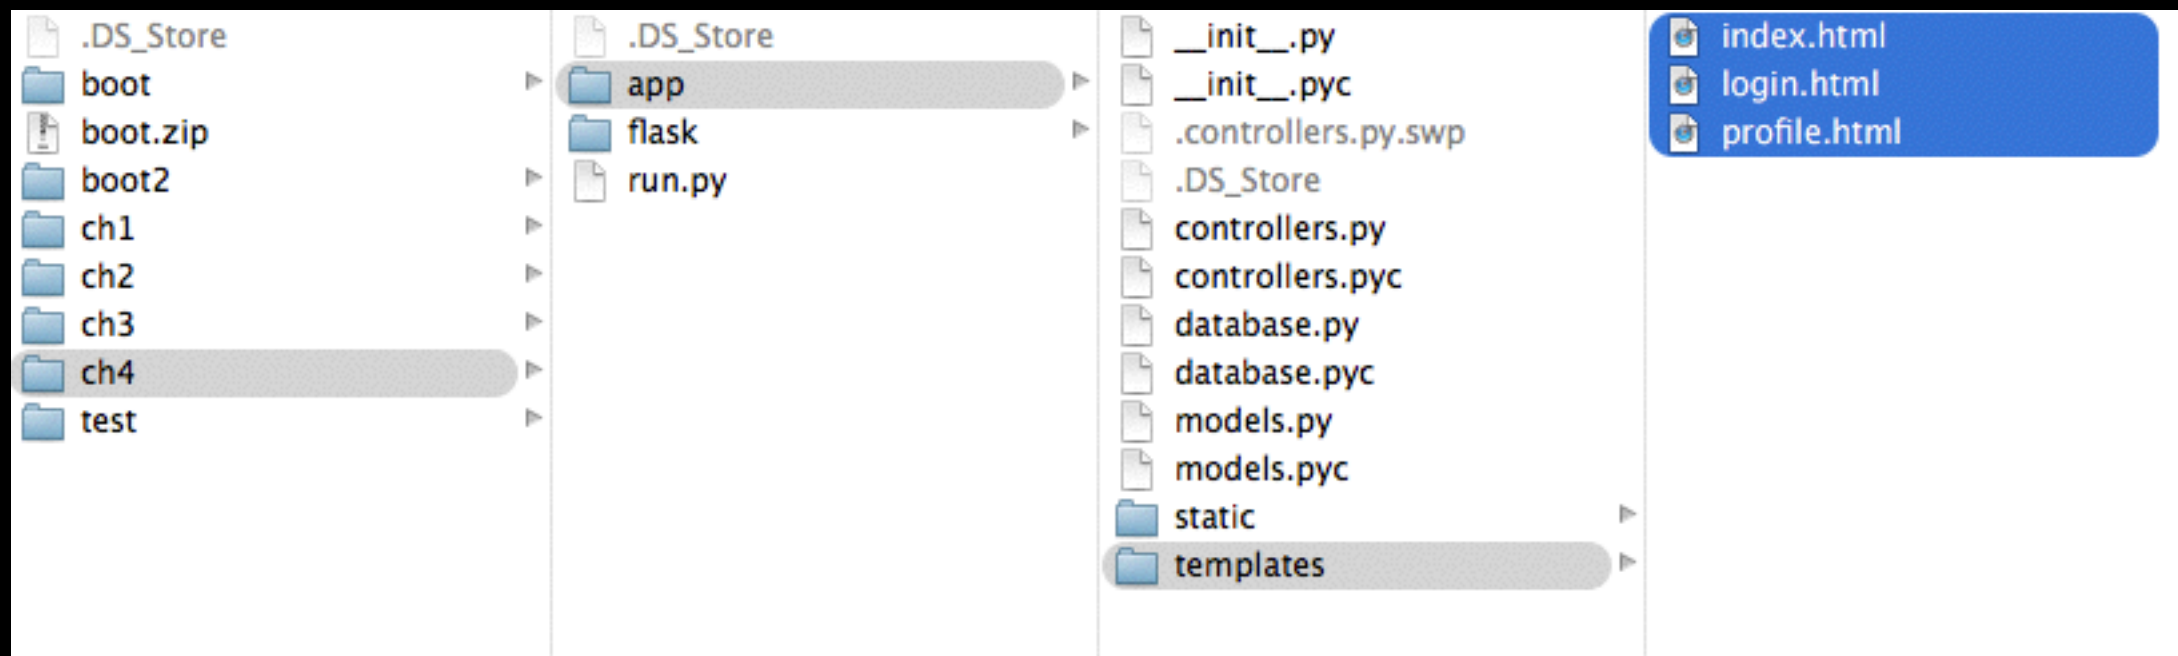 .DS_Store
boot
boot.zip
boot2
ch1
ch2
ch3
ch4
test
.DS_Store
app
flask
run.py
__init__.py
__init__.pyc
.controllers.py.swp
.DS_Store
controllers.py
controllers.pyc
database.py
database.pyc
models.py
models.pyc
static
templates
index.html
login.html
profile.html